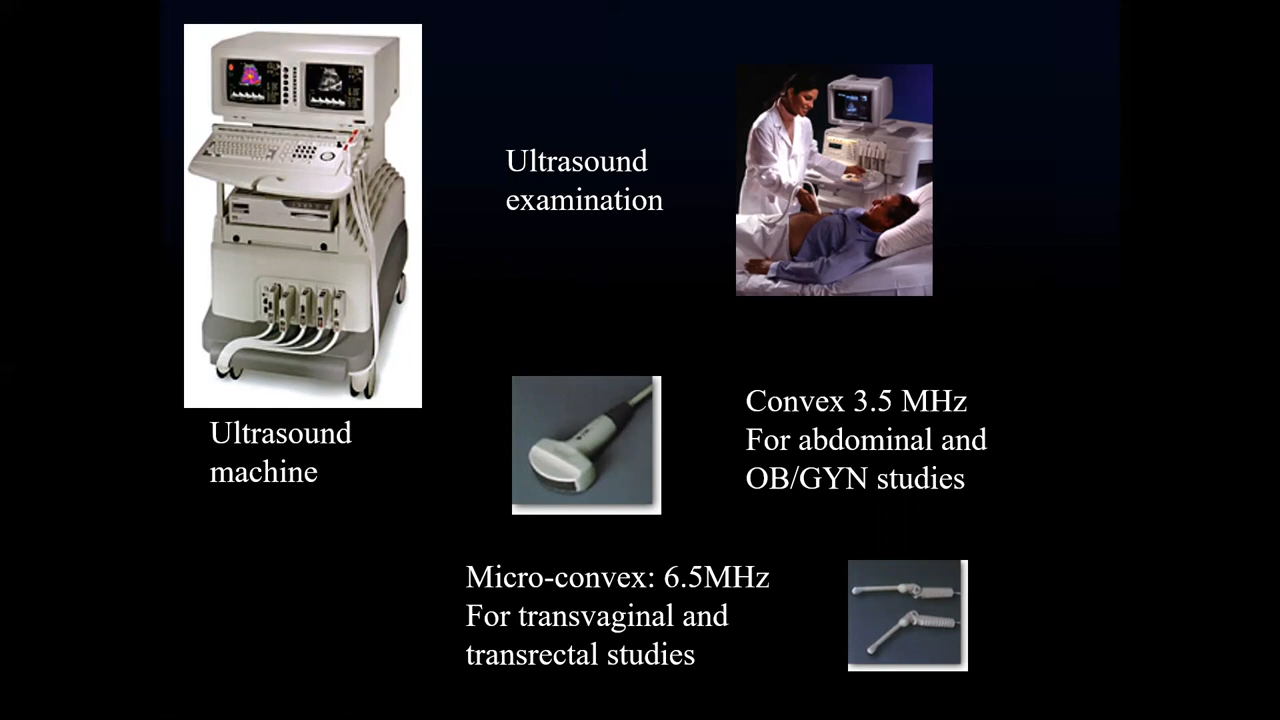 Ultrasound
examination
Ultrasound
machine
Convex 3.5 MHz
For abdominal and
OB/GYN studies
Micro-convex: 6.5MHz
For transvaginal and
transrectal studies